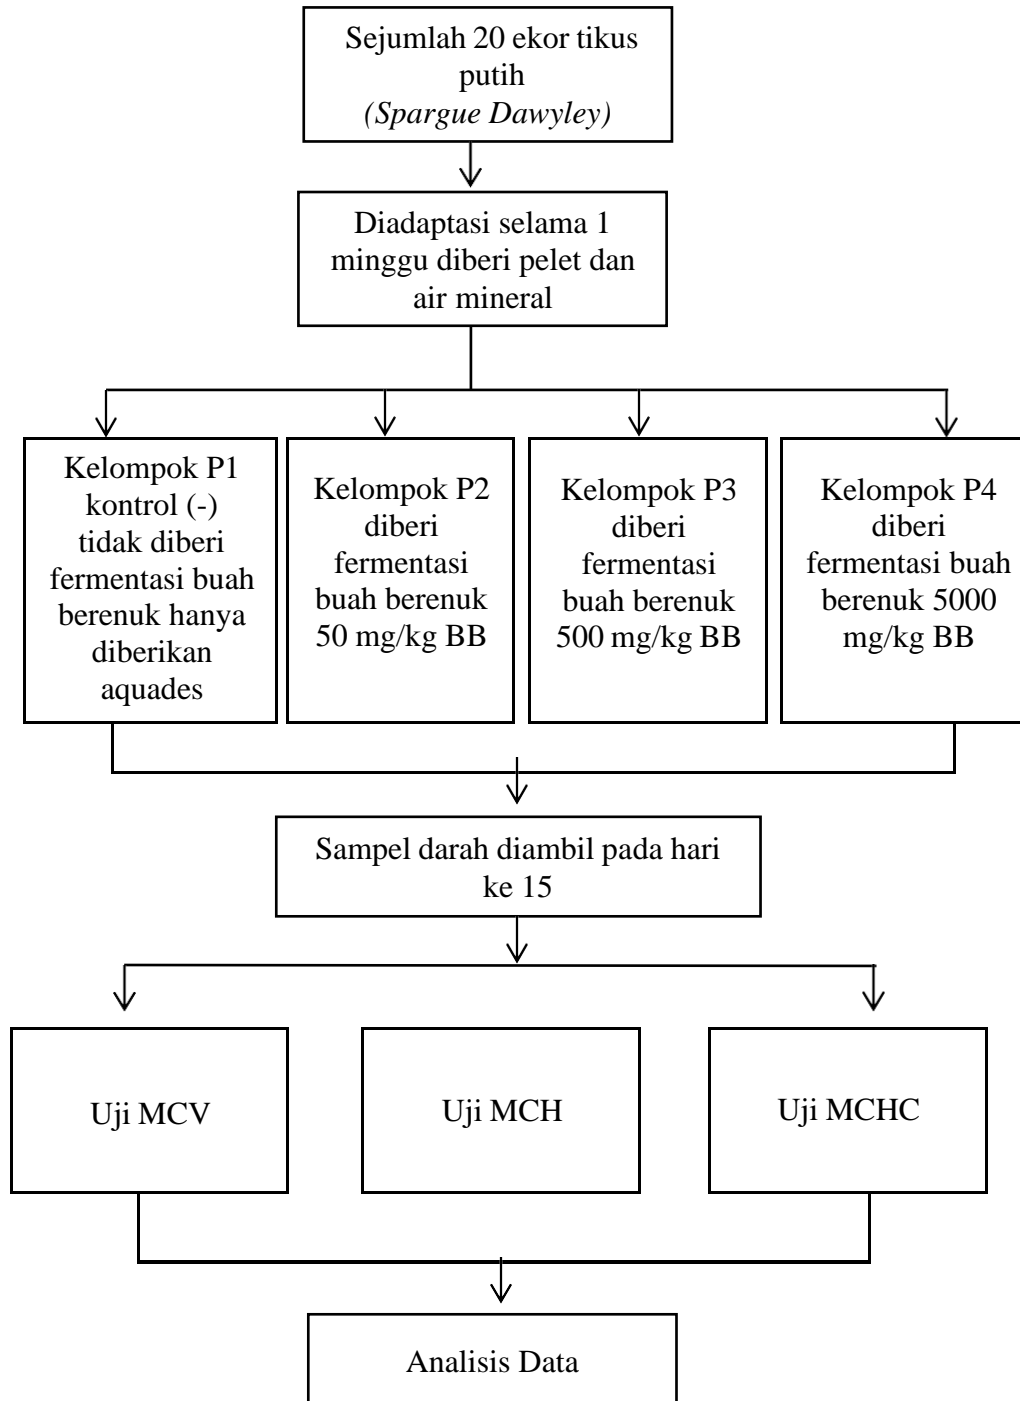 Sejumlah 20 ekor tikus
putih
(Spargue Dawyley)
Diadaptasi selama 1
minggu diberi pelet dan
air mineral
Kelompok P1
kontrol (-)
tidak diberi
fermentasi buah
berenuk hanya
diberikan
aquades
Kelompok P2
diberi
fermentasi
buah berenuk
50 mg/kg BB
Kelompok P3
diberi
fermentasi
buah berenuk
500 mg/kg BB
Kelompok P4
diberi
fermentasi buah
berenuk 5000
mg/kg BB
Sampel darah diambil pada hari
ke 15
Uji MCV
Uji MCH
Uji MCHC
Analisis Data